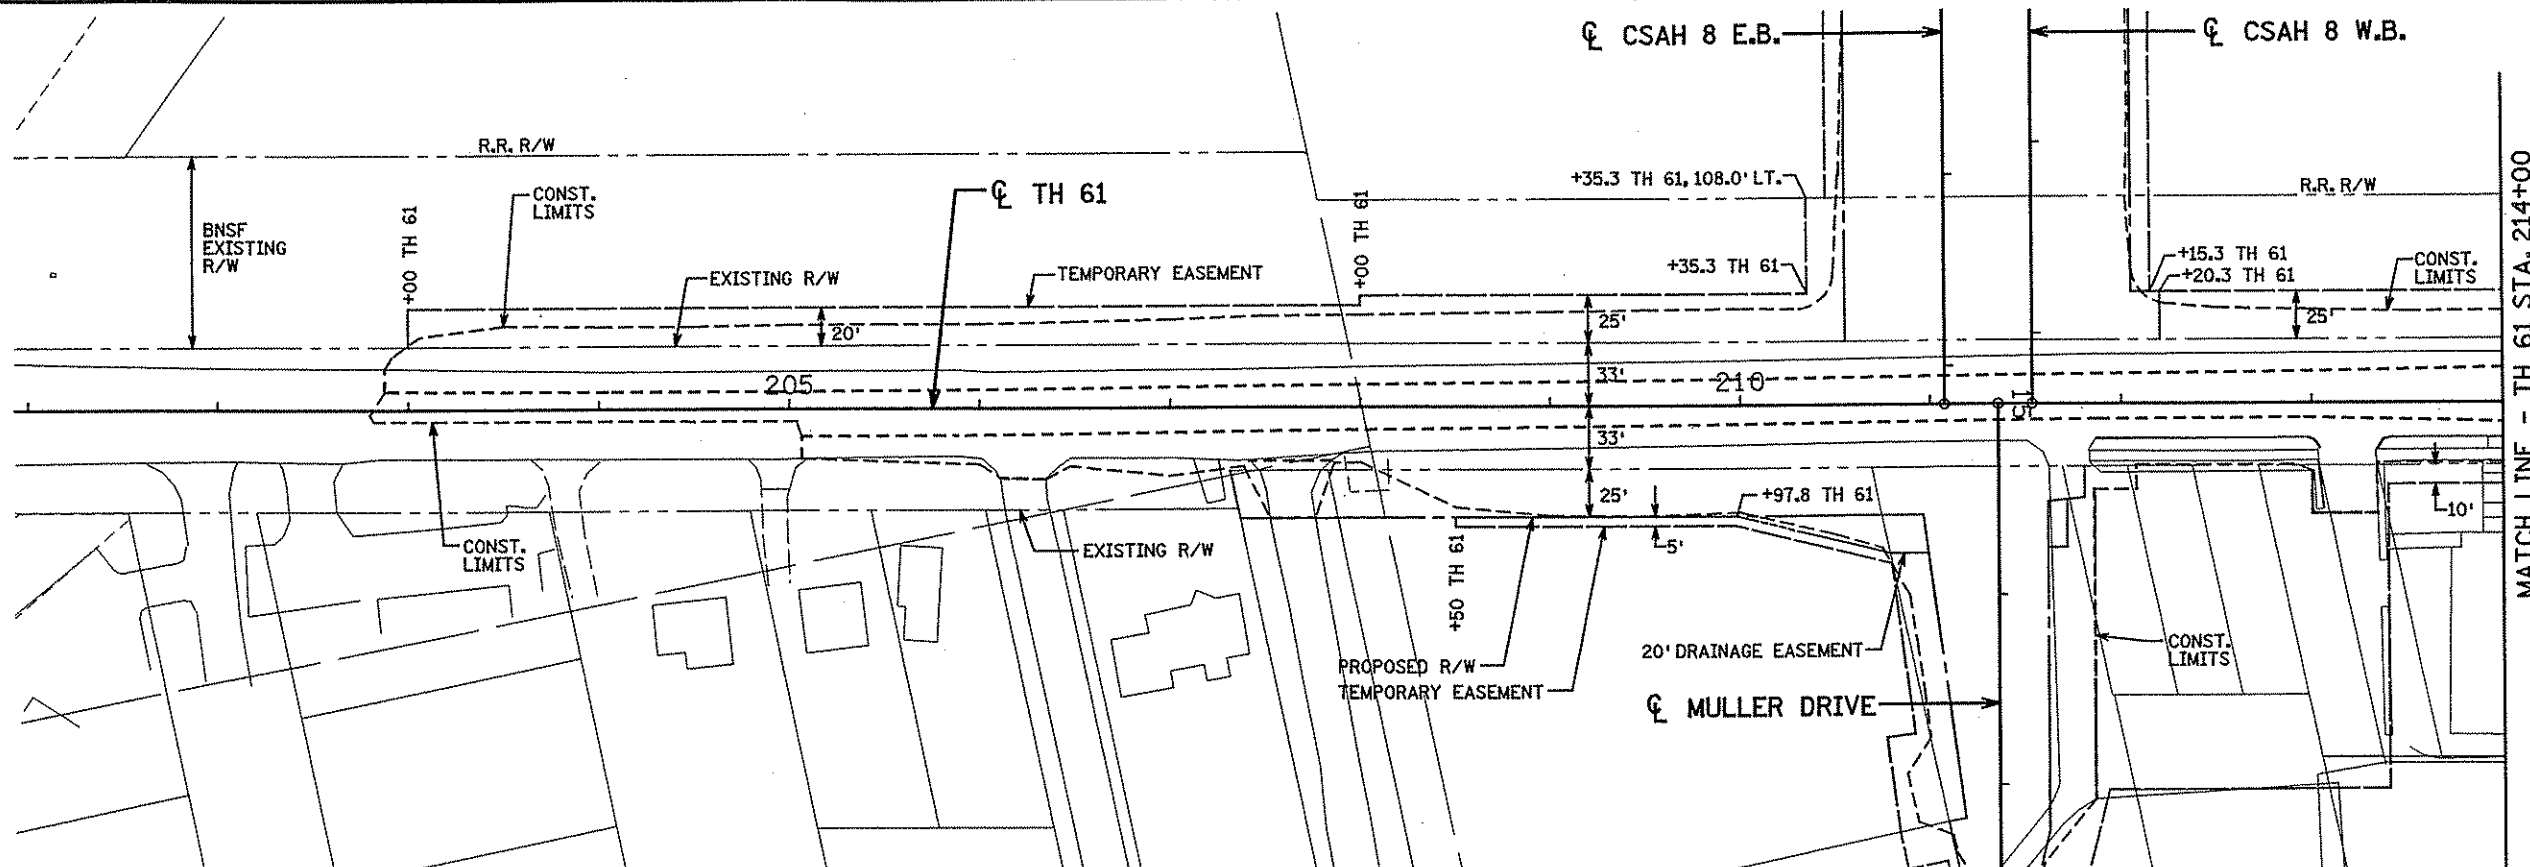 ℄ CSAH 8 E.B.
℄ CSAH 8 W.B.
R.R. R/W
CONST.
LIMITS
℄ TH 61
+35.3 TH 61, 108.0' LT.
R.R. R/W
BNSF
EXISTING
R/W
+00 TH 61
EXISTING R/W
TEMPORARY EASEMENT
+00 TH 61
+35.3 TH 61
+15.3 TH 61
+20.3 TH 61
CONST.
LIMITS
20'
25'
25'
33'
205
210
15
33'
MATCH LINE - TH 61 STA. 214+00
25'
+97.8 TH 61
10'
CONST.
LIMITS
EXISTING R/W
5'
+50 TH 61
PROPOSED R/W
TEMPORARY EASEMENT
20' DRAINAGE EASEMENT
CONST.
LIMITS
℄ MULLER DRIVE